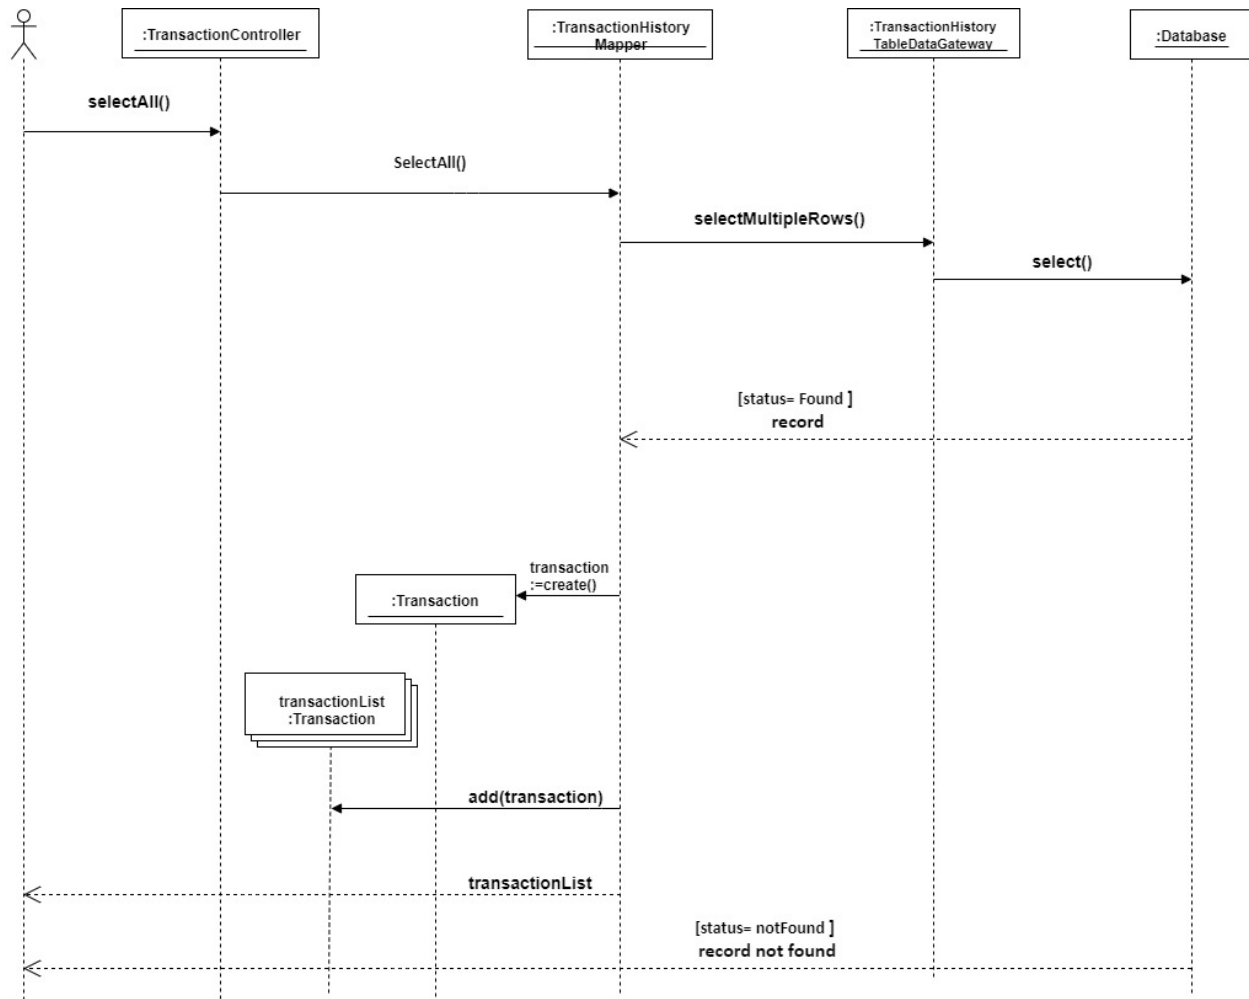 :TransactionController
:TransactionHistory
Mapper
:TransactionHistory
TableDataGateway
:Database
selectAll()
SelectAll()
selectMultipleRows()
select()
[status= Found ]
record
transaction
:=create()
:Transaction
transactionList
:Transaction
add(transaction)
transactionList
[status= notFound ]
record not found